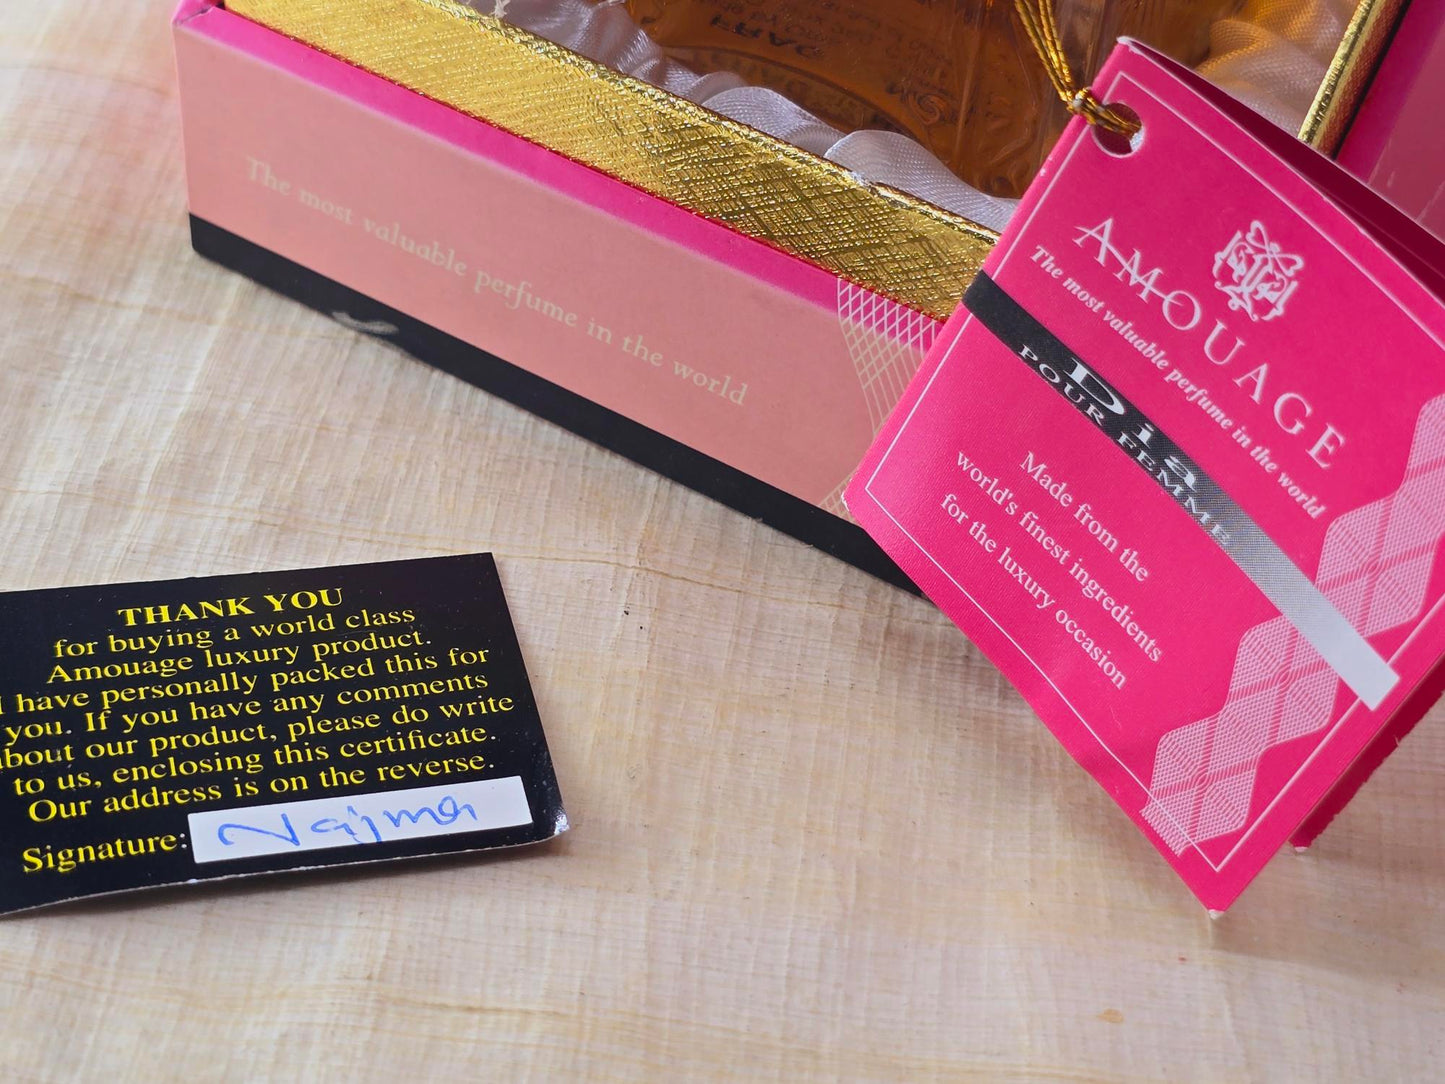 The most valuable perfume in the world
AMOUAGE
The most valuable perfume in the world
Dia
POUR FEMME
Made from the
world's finest ingredients
for the luxury occasion
THANK YOU
for buying a world class
Amouage luxury product.
I have personally packed this for
you. If you have any comments
about our product, please do write
to us, enclosing this certificate.
Our address is on the reverse.
Signature: Najma